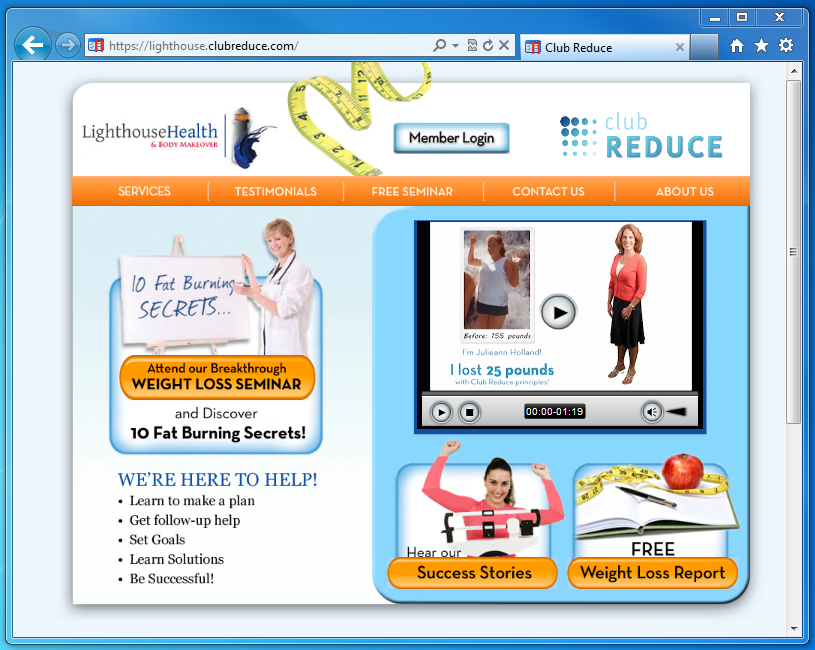 https://lighthouse.clubreduce.com/
Club Reduce
LighthouseHealth
& BODY MAKEOVER
Member Login
club
REDUCE
SERVICES
TESTIMONIALS
FREE SEMINAR
CONTACT US
ABOUT US
10 Fat Burning
SECRETS...
Attend our Breakthrough
WEIGHT LOSS SEMINAR
and Discover
10 Fat Burning Secrets!
WE'RE HERE TO HELP!
• Learn to make a plan
• Get follow-up help
• Set Goals
• Learn Solutions
• Be Successful!
Before: 155 pounds
I'm Julieann Holland!
I lost 25 pounds
with Club Reduce principles!
00:00-01:19
Hear our
Success Stories
FREE
Weight Loss Report